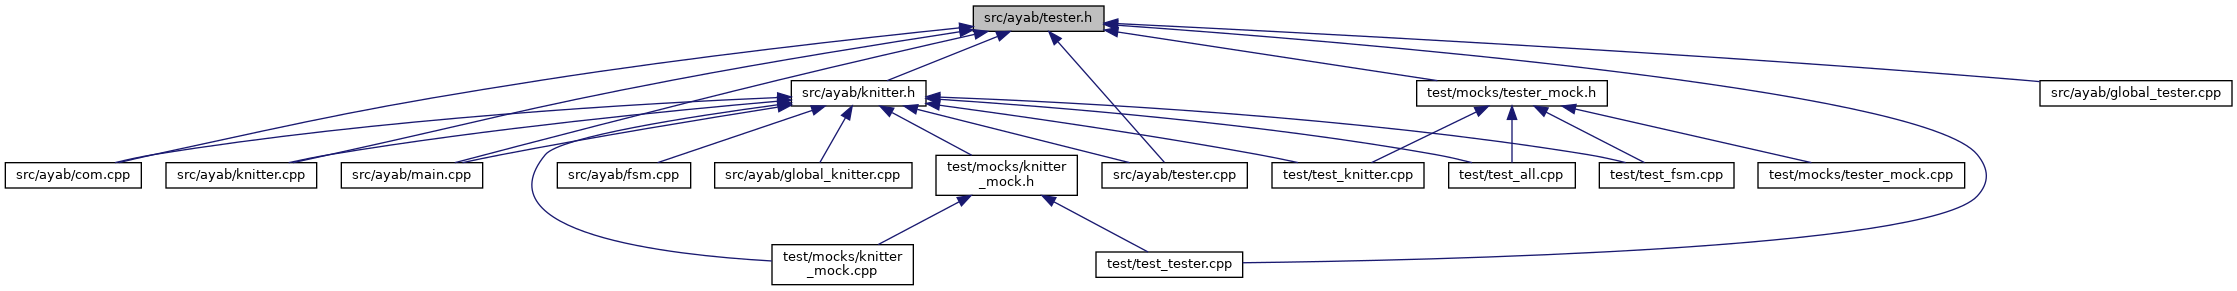 src/ayab/tester.h
src/ayab/knitter.h
test/mocks/tester_mock.h
src/ayab/global_tester.cpp
src/ayab/com.cpp
src/ayab/knitter.cpp
src/ayab/main.cpp
src/ayab/fsm.cpp
src/ayab/global_knitter.cpp
test/mocks/knitter
_mock.h
src/ayab/tester.cpp
test/test_knitter.cpp
test/test_all.cpp
test/test_fsm.cpp
test/mocks/tester_mock.cpp
test/mocks/knitter
_mock.cpp
test/test_tester.cpp